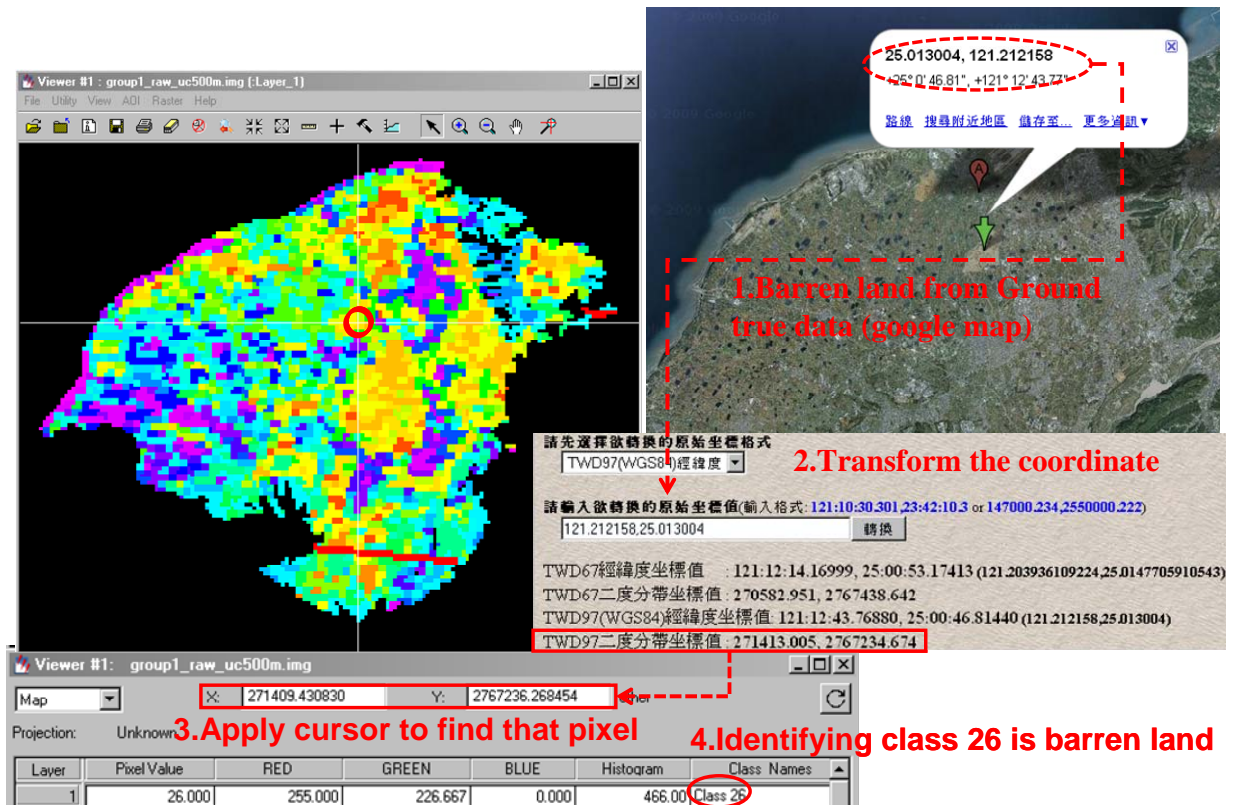 Viewer #1 : group1_raw_uc500m.img (:Layer_1)
File Utility View AOI Raster Help
25.013004, 121.212158
+25° 0' 46.81", +121° 12' 43.77"
路線 搜尋附近地區 儲存至... 更多資訊▼
A
1.Barren land from Ground
true data (google map)
請先選擇欲轉換的原始坐標格式
TWD97(WGS84)經緯度
2.Transform the coordinate
請輸入欲轉換的原始坐標值(輸入格式: 121:10:30.301,23:42:10.3 or 147000.234,2550000.222)
121.212158,25.013004
轉換
TWD67經緯度坐標值 : 121:12:14.16999, 25:00:53.17413 (121.203936109224,25.0147705910543)
TWD67二度分帶坐標值 : 270582.951, 2767438.642
TWD97(WGS84)經緯度坐標值: 121:12:43.76880, 25:00:46.81440 (121.212158,25.013004)
TWD97二度分帶坐標值 : 271413.005, 2767234.674
Viewer #1: group1_raw_uc500m.img
Map X: 271409.430830 Y: 2767236.268454
Projection: Unknown
3.Apply cursor to find that pixel
4.Identifying class 26 is barren land
Layer Pixel Value RED GREEN BLUE Histogram Class Names
1 26.000 255.000 226.667 0.000 466.00 Class 26